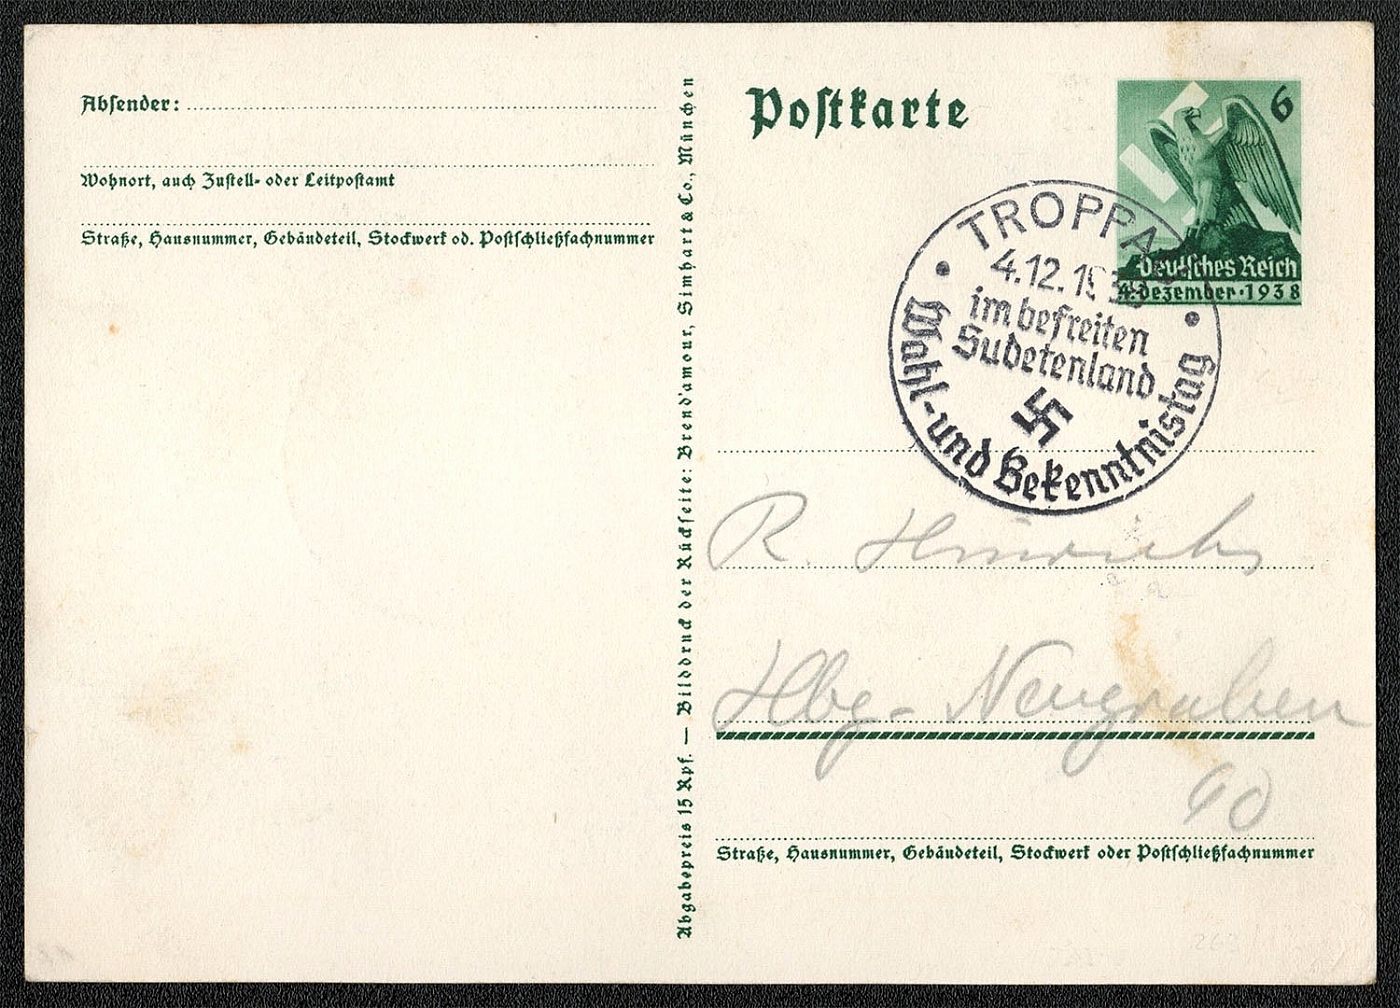 Absender:
Wohnort, auch Zustell- oder Leitpostamt
Straße, Hausnummer, Gebäudeteil, Stockwerk od. Postschließfachnummer
Abgabepreis 15 Rpf. — Bilddruck der Rückseite: Brend'amour, Simhart & Co., München
Postkarte
6
Deutsches Reich
4. Dezember · 1938
TROPPAU
4.12.1938
im befreiten
Sudetenland
Wahl- und Bekenntnistag
R. Hinrichs
Hbg- Neugraben
40
Straße, Hausnummer, Gebäudeteil, Stockwerk oder Postschließfachnummer